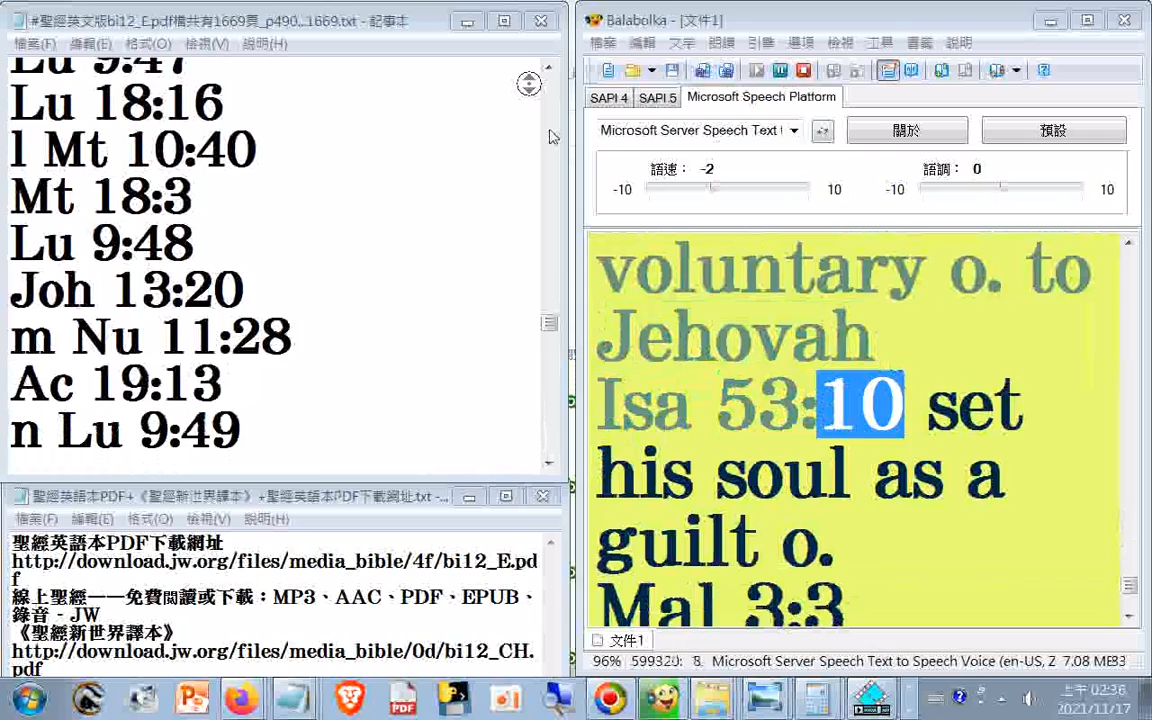 #聖經英文版bi12_E.pdf檔共有1669頁_p490...1669.txt - 記事本
檔案(F) 編輯(E) 格式(O) 檢視(V) 說明(H)
Lu 9:47
Lu 18:16
l Mt 10:40
Mt 18:3
Lu 9:48
Joh 13:20
m Nu 11:28
Ac 19:13
n Lu 9:49
聖經英語本PDF+《聖經新世界譯本》+聖經英語本PDF下載網址.txt - ...
檔案(F) 編輯(E) 格式(O) 檢視(V) 說明(H)
聖經英語本PDF下載網址
http://download.jw.org/files/media_bible/4f/bi12_E.pd
f
線上聖經——免費閱讀或下載：MP3、AAC、PDF、EPUB、
錄音 - JW
《聖經新世界譯本》
http://download.jw.org/files/media_bible/0d/bi12_CH.
pdf
Balabolka - [文件1]
檔案 編輯 文字 朗讀 引擎 選項 檢視 工具 書籤 說明
SAPI 4 SAPI 5 Microsoft Speech Platform
Microsoft Server Speech Text 關於 預設
語速： -2 語調： 0
-10 10 -10 10
voluntary o. to
Jehovah
Isa 53:10 set
his soul as a
guilt o.
Mal 3:3
文件1
96% Microsoft Server Speech Text to Speech Voice (en-US, Z 7.08 MB
上午 02:36
2021/11/17